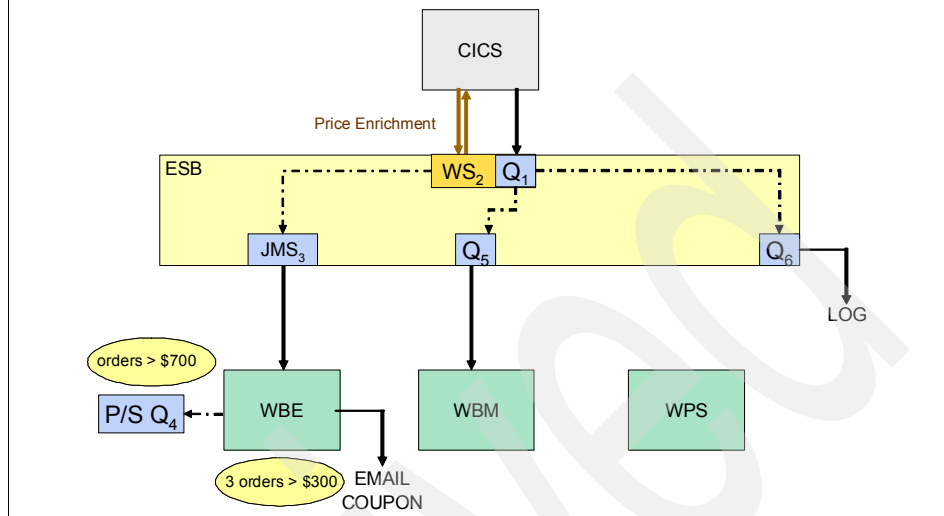 CICS
Price Enrichment
ESB
WS2
Q1
JMS3
Q5
Q6
LOG
orders > $700
P/S Q4
WBE
WBM
WPS
3 orders > $300
EMAIL
COUPON